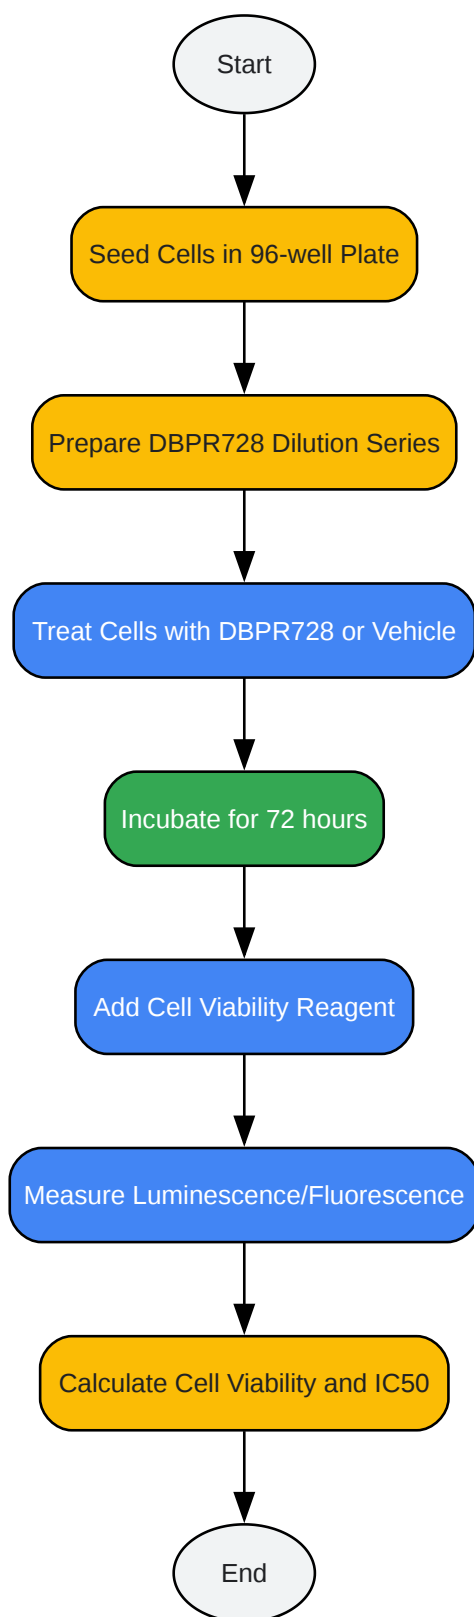 Start
Seed Cells in 96-well Plate
Prepare DBPR728 Dilution Series
Treat Cells with DBPR728 or Vehicle
Incubate for 72 hours
Add Cell Viability Reagent
Measure Luminescence/Fluorescence
Calculate Cell Viability and IC50
End